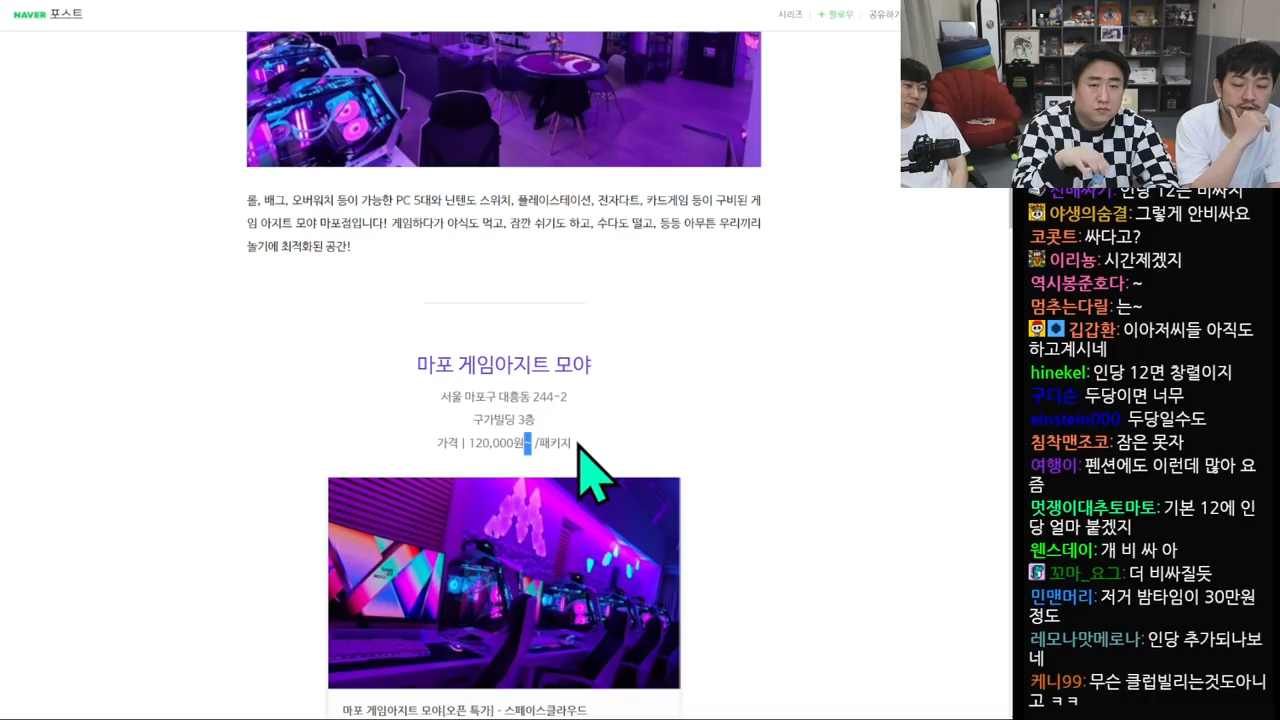 NAVER 포스트
시리즈
+ 팔로우
공유하기
롤, 배그, 오버워치 등이 가능한 PC 5대와 닌텐도 스위치, 플레이스테이션, 전자다트, 카드게임 등이 구비된 게
임 아지트 모야 마포점입니다! 게임하다가 야식도 먹고, 잠깐 쉬기도 하고, 수다도 떨고, 등등 아무튼 우리끼리
놀기에 최적화된 공간!
마포 게임아지트 모야
서울 마포구 대흥동 244-2
구가빌딩 3층
가격 | 120,000원~ /패키지
마포 게임아지트 모야[오픈 특가] - 스페이스클라우드
인당 12는 비싸지
야생의숨결: 그렇게 안비싸요
코콧트: 싸다고?
이리뇽: 시간제겠지
역시봉준호다: ~
멈추는다릴: 는~
김갑환: 이아저씨들 아직도
하고계시네
hinekel: 인당 12면 창렬이지
구디슨: 두당이면 너무
einstein000: 두당일수도
침착맨조코: 잠은 못자
여행이: 펜션에도 이런데 많아 요
즘
멋쟁이대추토마토: 기본 12에 인
당 얼마 붙겠지
웬스데이: 개 비 싸 아
꼬마_요그: 더 비싸질듯
민맨머리: 저거 밤타임이 30만원
정도
레모나맛메로나: 인당 추가되나보
네
케니99: 무슨 클럽빌리는것도아니
고 ㅋㅋ